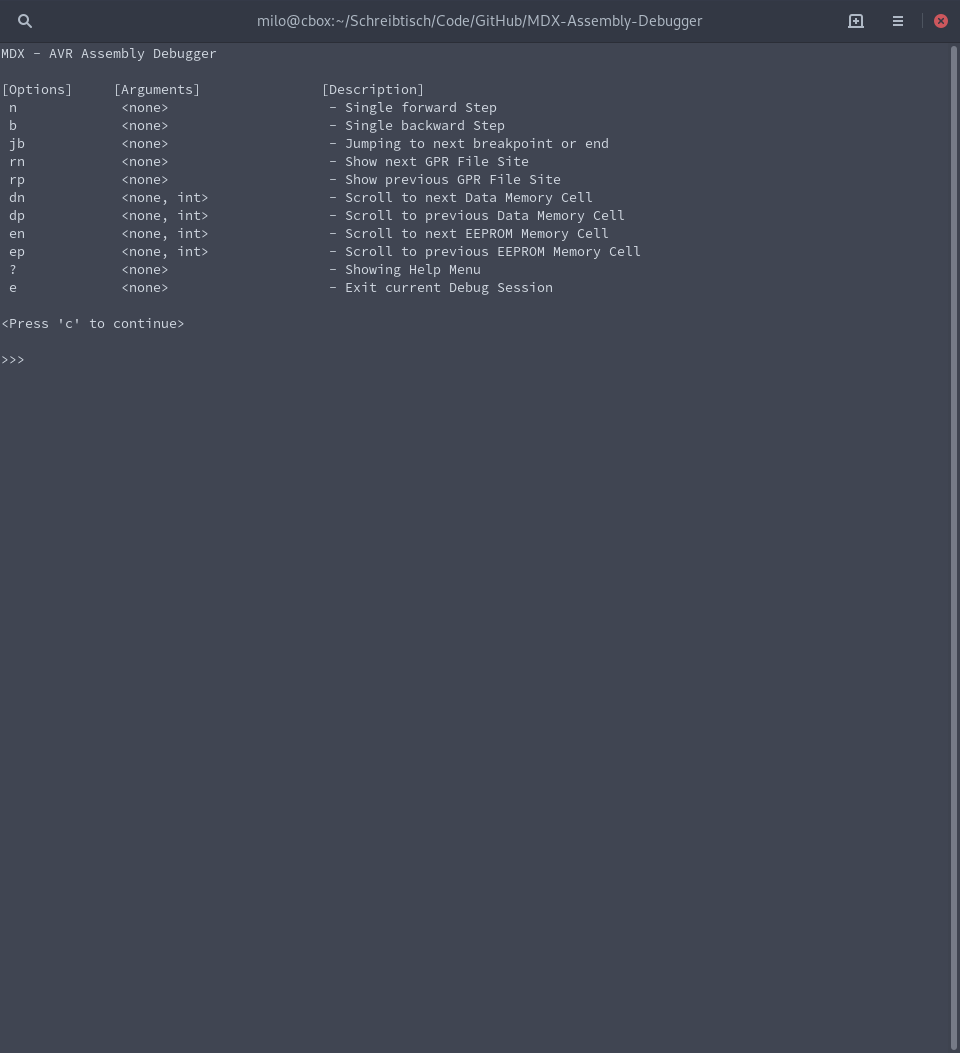 milo@cbox:~/Schreibtisch/Code/GitHub/MDX-Assembly-Debugger
MDX - AVR Assembly Debugger
[Options] [Arguments] [Description]
n <none> - Single forward Step
b <none> - Single backward Step
jb <none> - Jumping to next breakpoint or end
rn <none> - Show next GPR File Site
rp <none> - Show previous GPR File Site
dn <none, int> - Scroll to next Data Memory Cell
dp <none, int> - Scroll to previous Data Memory Cell
en <none, int> - Scroll to next EEPROM Memory Cell
ep <none, int> - Scroll to previous EEPROM Memory Cell
? <none> - Showing Help Menu
e <none> - Exit current Debug Session
<Press 'c' to continue>
>>>